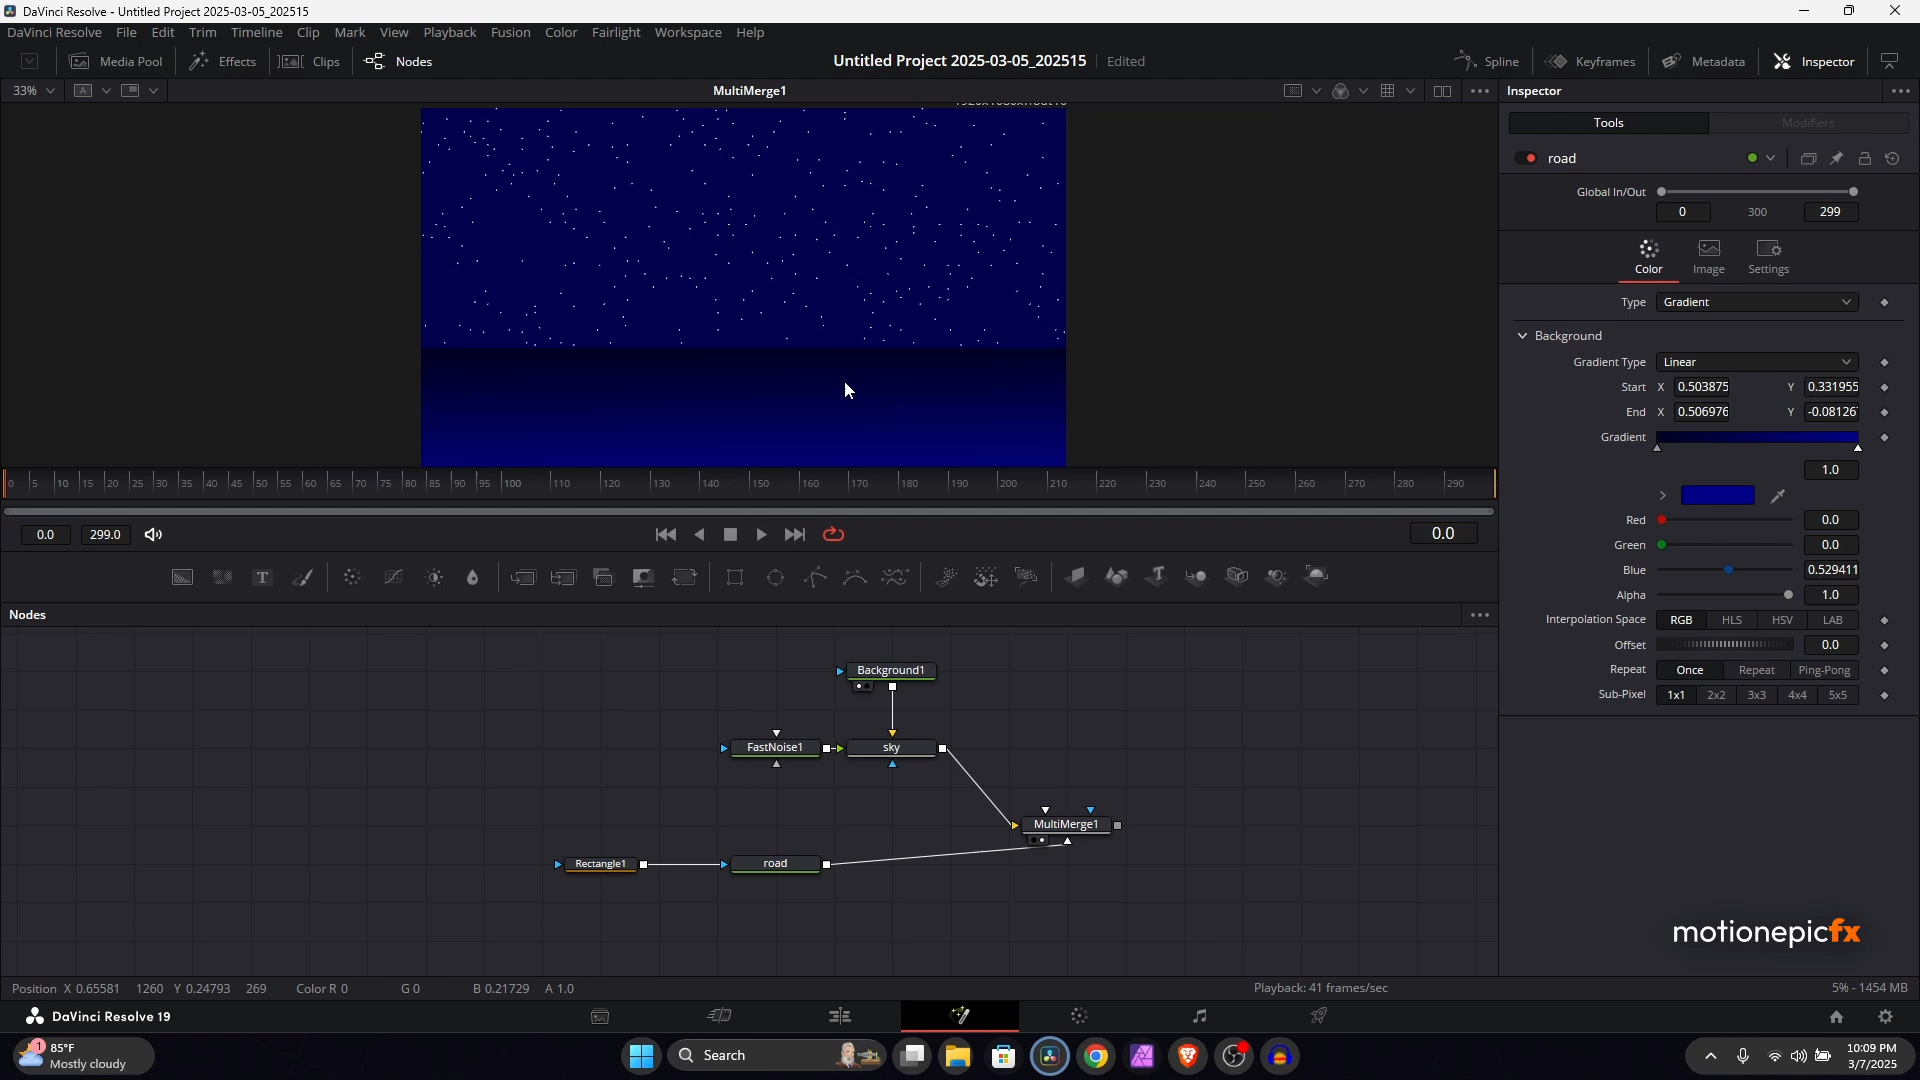 DaVinci Resolve - Untitled Project 2025-03-05_202515
DaVinci Resolve File Edit Trim Timeline Clip Mark View Playback Fusion Color Fairlight Workspace Help
Media Pool Effects Clips Nodes Untitled Project 2025-03-05_202515 Edited Spline Keyframes Metadata Inspector
33% A MultiMerge1 Inspector
Tools Modifiers
road
Global In/Out
0 300 299
Color Image Settings
Type Gradient
Background
Gradient Type Linear
Start X 0.503875 Y 0.331955
End X 0.506976 Y -0.08126
Gradient
1.0
Red 0.0
Green 0.0
Blue 0.529411
Alpha 1.0
Interpolation Space RGB HLS HSV LAB
Offset 0.0
Repeat Once Repeat Ping-Pong
Sub-Pixel 1x1 2x2 3x3 4x4 5x5
0 5 10 15 20 25 30 35 40 45 50 55 60 65 70 75 80 85 90 95 100 110 120 130 140 150 160 170 180 190 200 210 220 230 240 250 260 270 280 290
0.0 299.0 0.0
T
Nodes
Background1
FastNoise1 sky
MultiMerge1
Rectangle1 road
motionepicfx
Position X 0.65581 1260 Y 0.24793 269 Color R 0 G 0 B 0.21729 A 1.0 Playback: 41 frames/sec 5% - 1454 MB
DaVinci Resolve 19
1 85°F
Mostly cloudy
Search
10:09 PM
3/7/2025